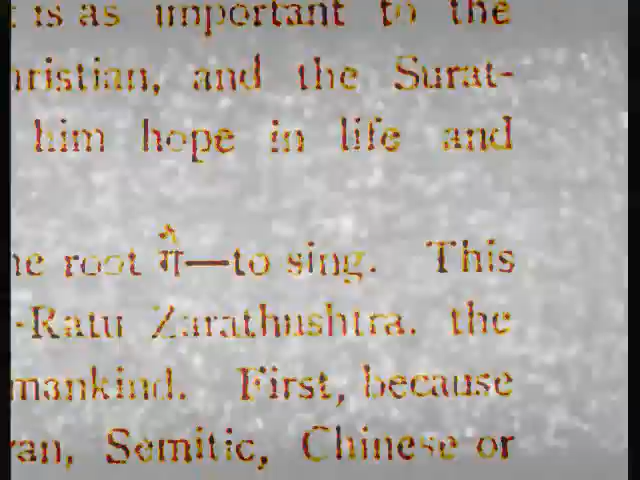 is as important to the
hristian, and the Surat-
him hope in life and
he root गै—to sing. This
-Ratu Zarathushtra. the
mankind. First, because
ran, Semitic, Chinese or